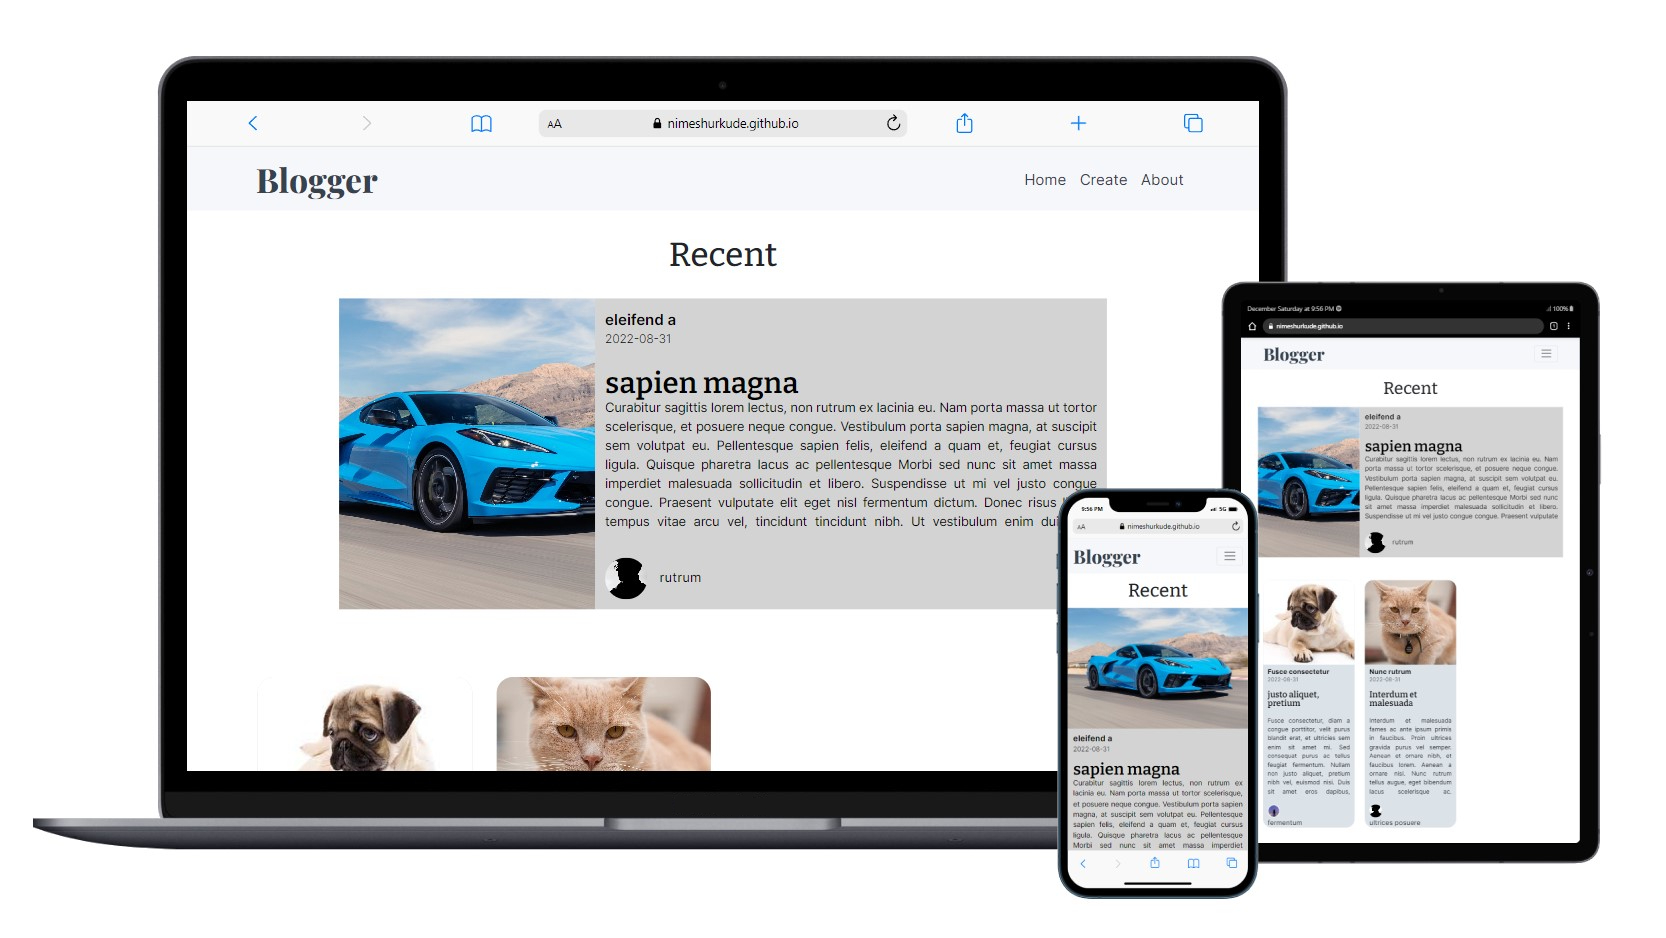 AA
nimeshurkude.github.io
Blogger
Home Create About
Recent
eleifend a
2022-08-31
sapien magna
Curabitur sagittis lorem lectus, non rutrum ex lacinia eu. Nam porta massa ut tortor
scelerisque, et posuere neque congue. Vestibulum porta sapien magna, at suscipit
sem volutpat eu. Pellentesque sapien felis, eleifend a quam et, feugiat cursus
ligula. Quisque pharetra lacus ac pellentesque Morbi sed nunc sit amet massa
imperdiet malesuada sollicitudin et libero. Suspendisse ut mi vel justo congue
congue. Praesent vulputate elit eget nisl fermentum dictum. Donec risus
tempus vitae arcu vel, tincidunt tincidunt nibh. Ut vestibulum enim
rutrum
December Saturday at 9:56 PM
100%
nimeshurkude.github.io
Blogger
Recent
eleifend a
2022-08-31
sapien magna
Curabitur sagittis lorem lectus, non rutrum ex lacinia eu. Nam
porta massa ut tortor scelerisque, et posuere neque congue.
Vestibulum porta sapien magna, at suscipit sem volutpat eu.
Pellentesque sapien felis, eleifend a quam et, feugiat cursus
ligula. Quisque pharetra lacus ac pellentesque Morbi sed nunc
sit amet massa imperdiet malesuada sollicitudin et libero.
Suspendisse ut mi vel justo congue congue. Praesent vulputate
rutrum
Fusce consectetur
2022-08-31
justo aliquet,
pretium
Fusce consectetur, diam a
congue porttitor, velit purus
blandit erat, et ultricies sem
enim sit amet mi. Sed
consequat purus ac tellus
feugiat fermentum. Nullam
non justo aliquet, pretium
nibh vel, euismod nisi. Duis
sit amet eros dapibus,
fermentum
Nunc rutrum
2022-08-31
Interdum et
malesuada
Interdum et malesuada
fames ac ante ipsum primis
in faucibus. Proin ultrices
gravida purus vel semper.
Aenean et ornare nibh, et
faucibus lorem. Aenean a
ornare nisi. Nunc rutrum
tellus augue, eget bibendum
lacus scelerisque ac.
ultrices posuere
9:56 PM
5G
AA
nimeshurkude.github.io
Blogger
Recent
eleifend a
2022-08-31
sapien magna
Curabitur sagittis lorem lectus, non rutrum ex
lacinia eu. Nam porta massa ut tortor scelerisque,
et posuere neque congue. Vestibulum porta sapien
magna, at suscipit sem volutpat eu. Pellentesque
sapien felis, eleifend a quam et, feugiat cursus
ligula. Quisque pharetra lacus ac pellentesque
Morbi sed nunc sit amet massa imperdiet